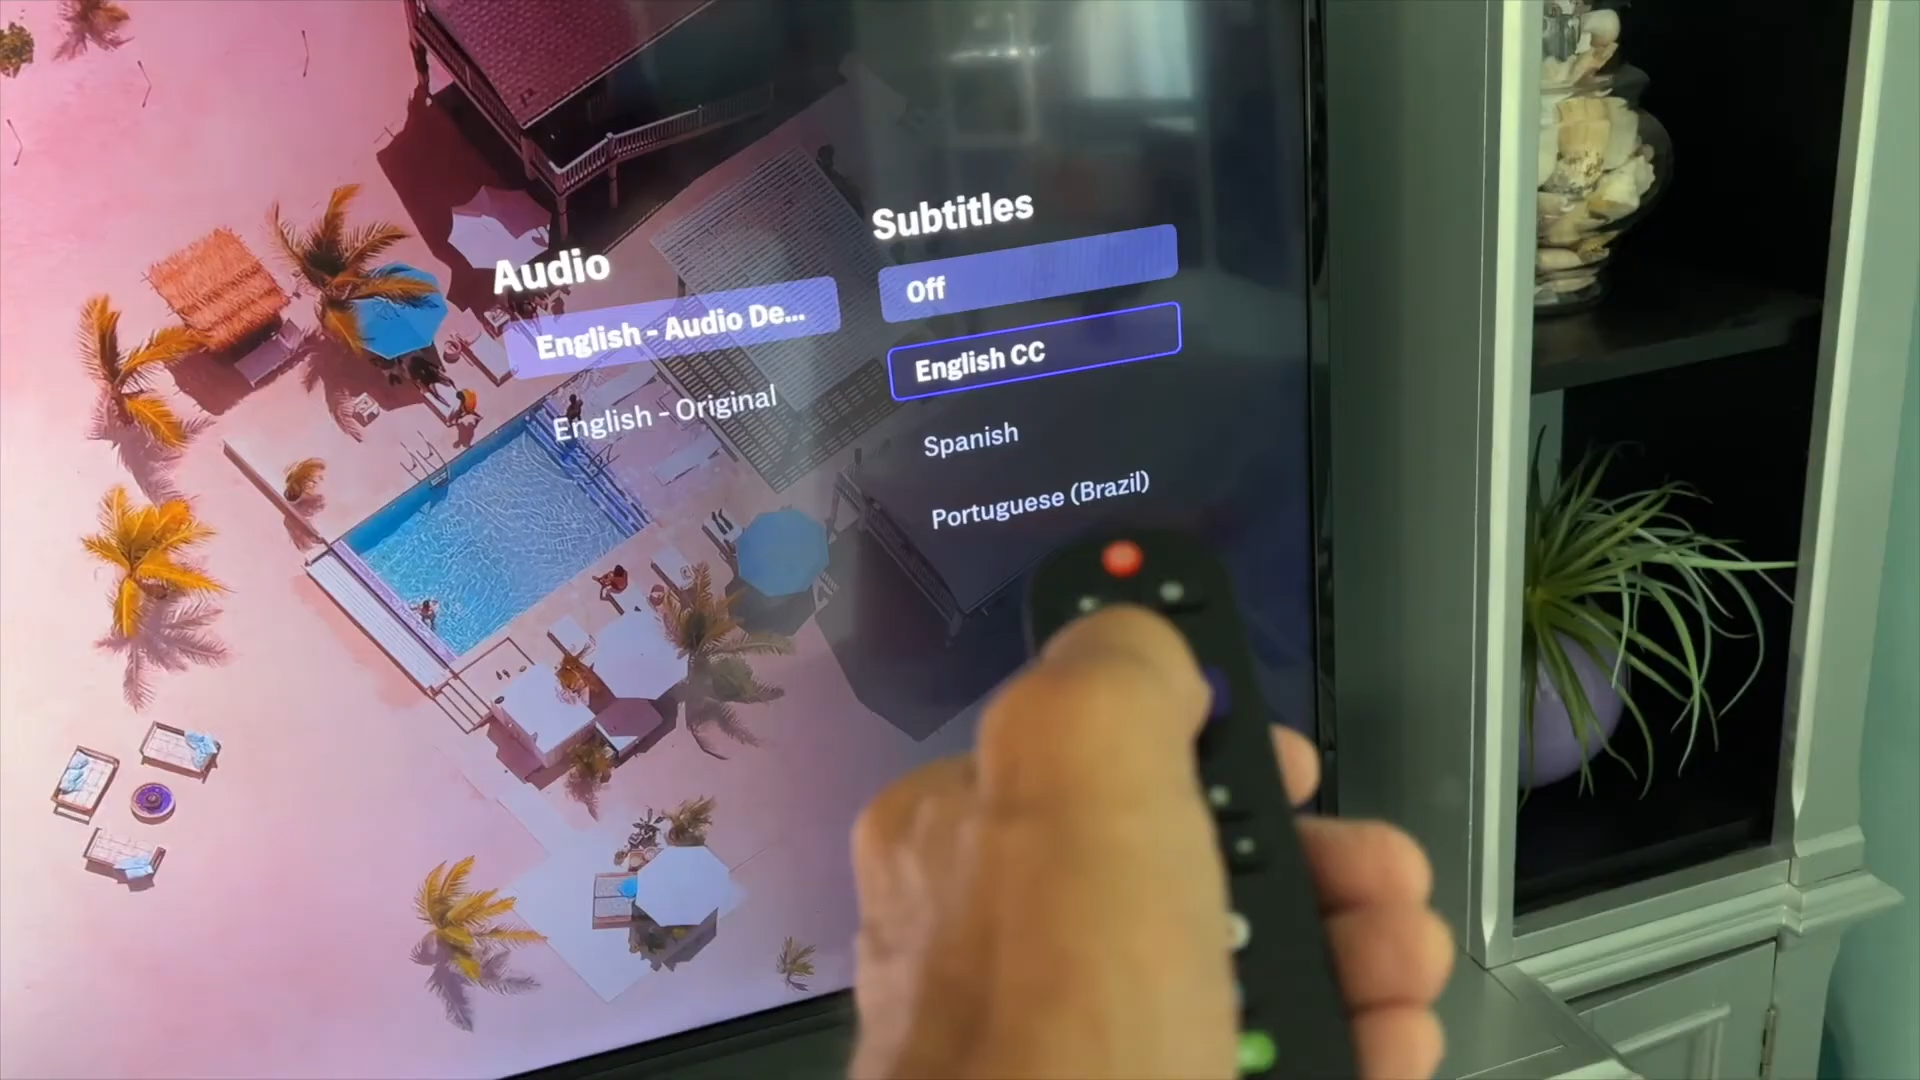 Audio
English - Audio De...
English - Original
Subtitles
Off
English CC
Spanish
Portuguese (Brazil)